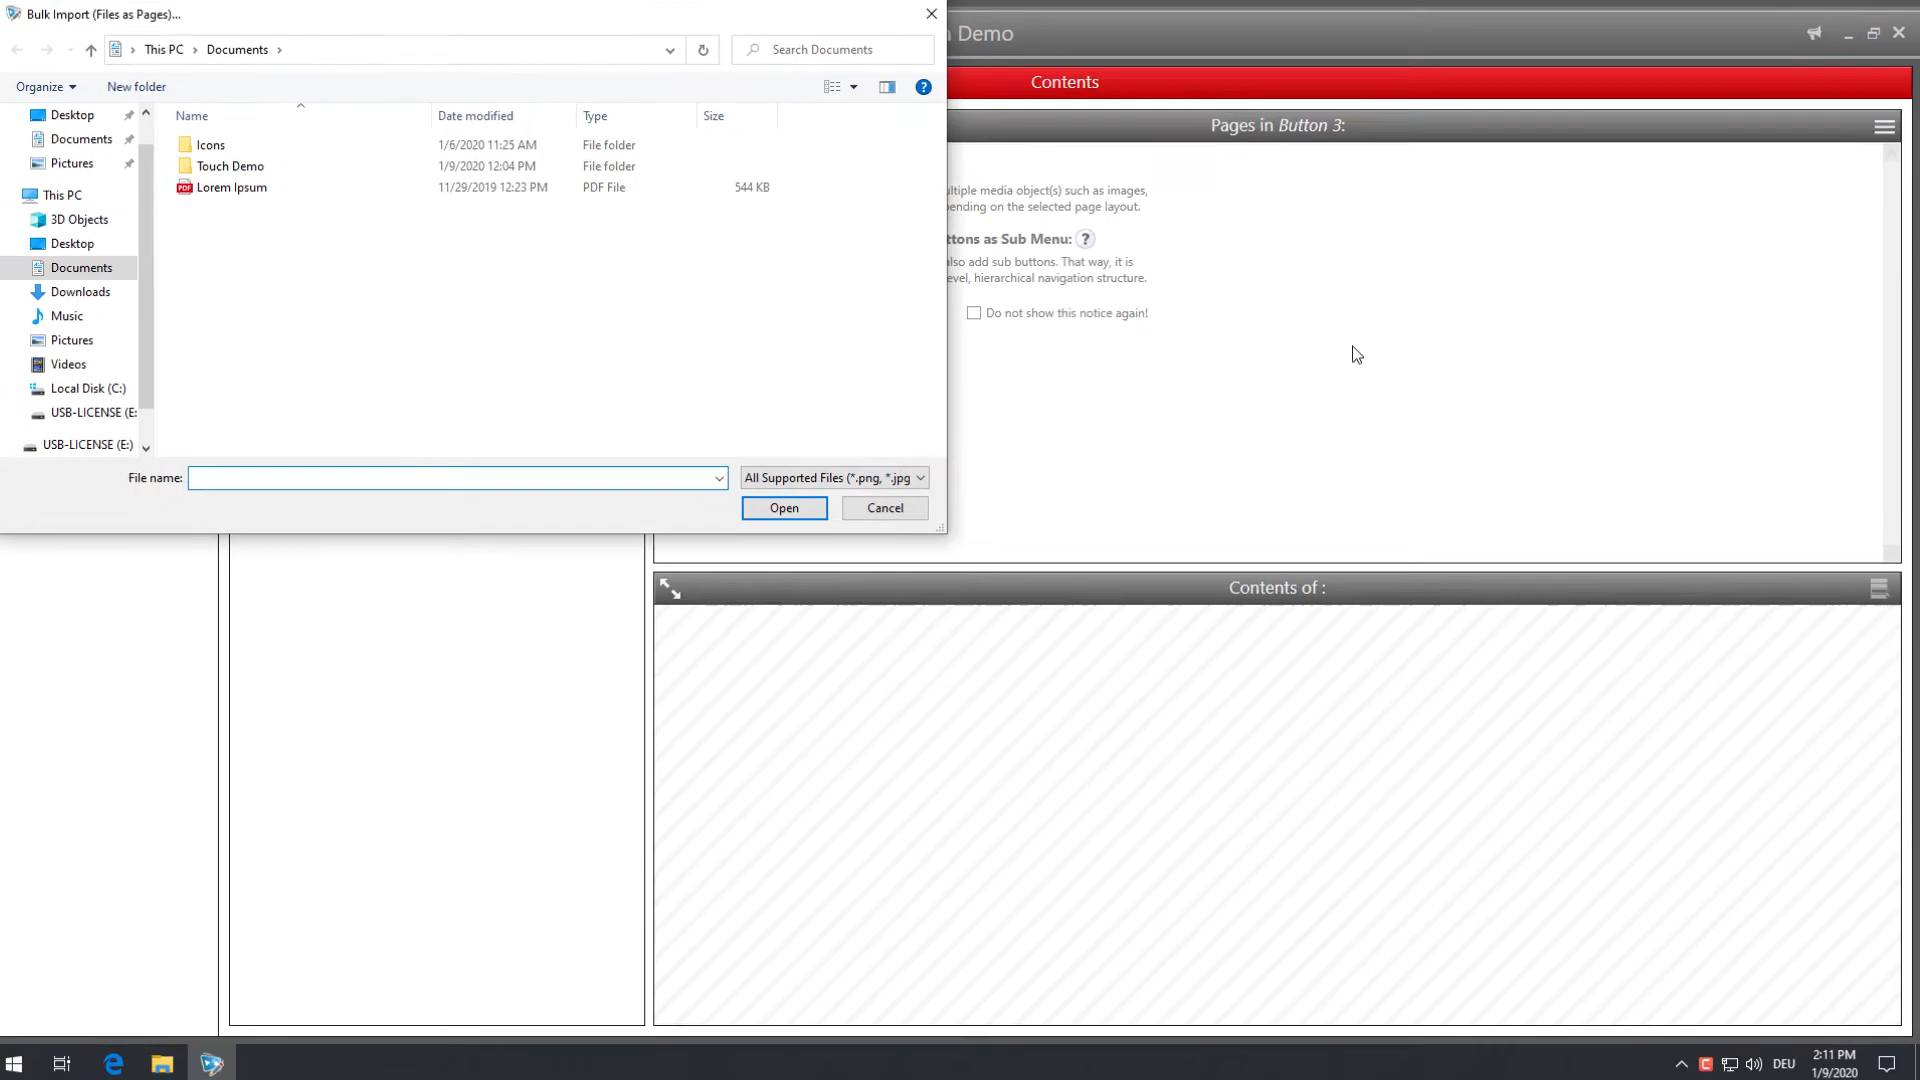 Bulk Import (Files as Pages)...
Demo
This PC
Documents
Search Documents
Contents
Organize
New folder
Name
Date modified
Type
Size
Pages in Button 3:
Desktop
Documents
Pictures
This PC
3D Objects
Desktop
Documents
Downloads
Music
Pictures
Videos
Local Disk (C:)
USB-LICENSE (E:
USB-LICENSE (E:)
Icons 1/6/2020 11:25 AM File folder
Touch Demo 1/9/2020 12:04 PM File folder
PDF Lorem Ipsum 11/29/2019 12:23 PM PDF File 544 KB
ltiple media object(s) such as images,
ending on the selected page layout.
ttons as Sub Menu: ?
lso add sub buttons. That way, it is
evel, hierarchical navigation structure.
Do not show this notice again!
File name:
All Supported Files (*.png, *.jpg
Open
Cancel
Contents of :
DEU
2:11 PM
1/9/2020